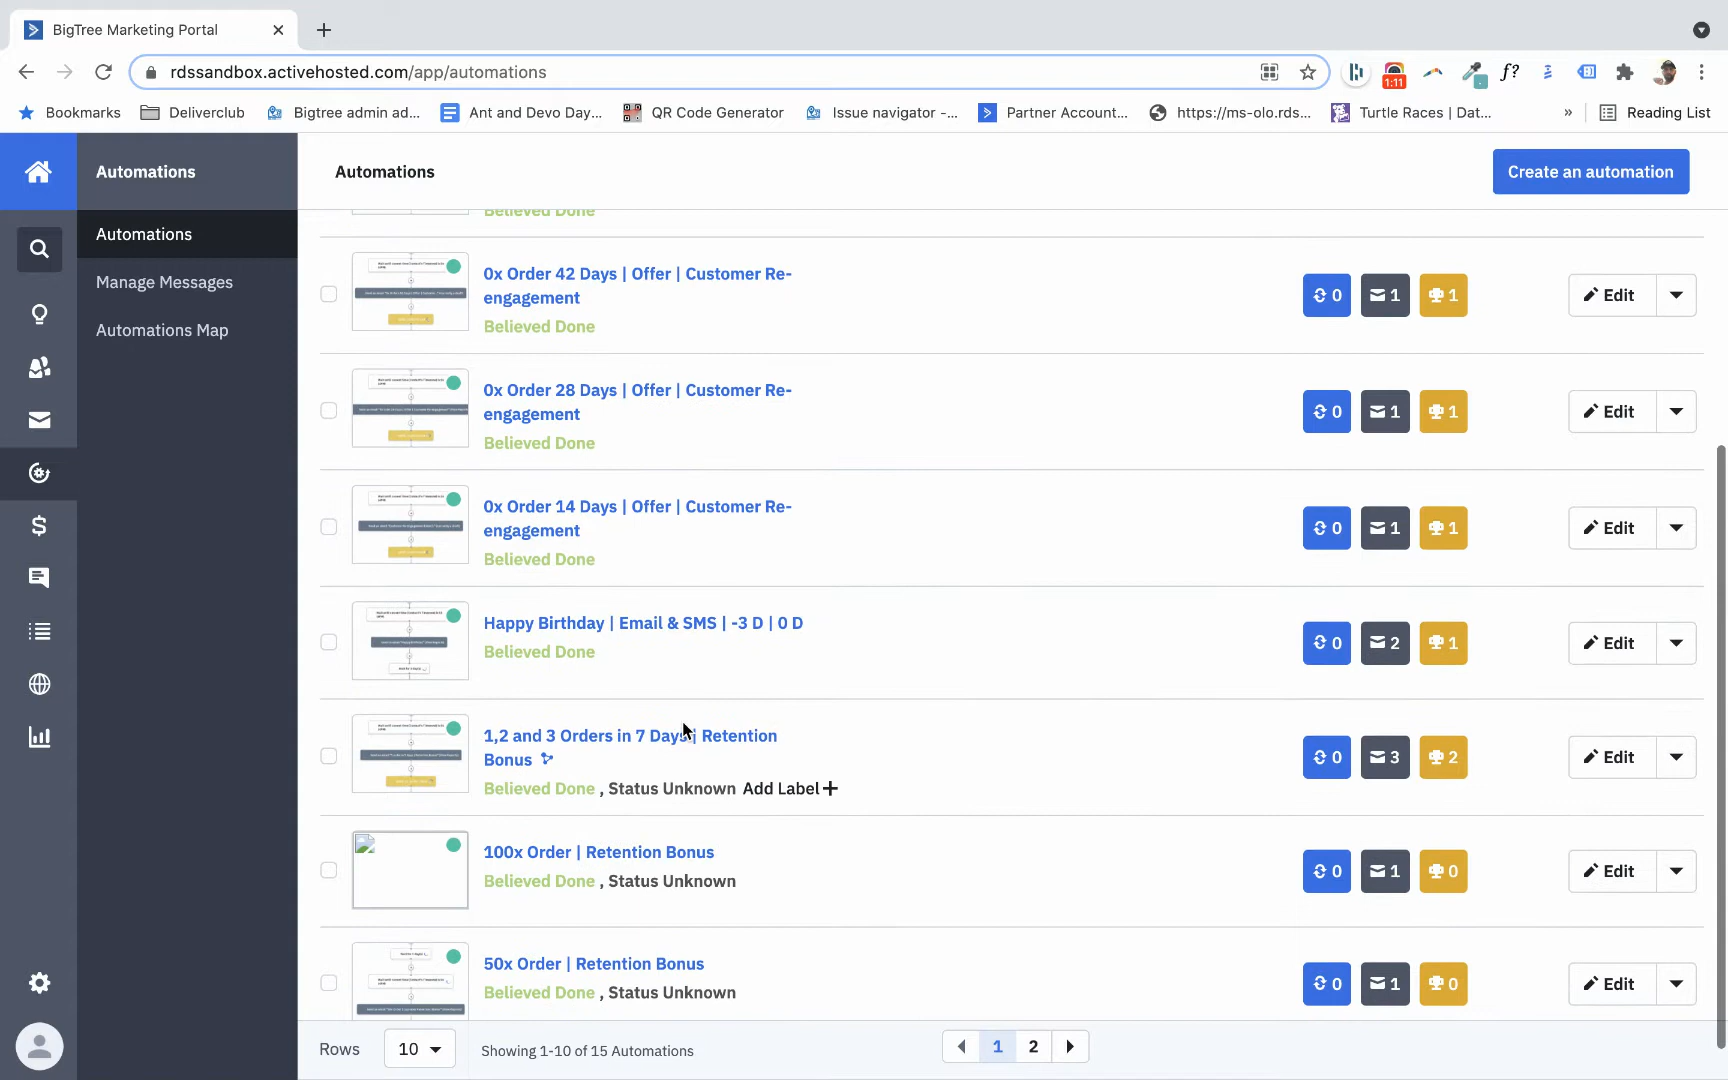 BigTree Marketing Portal
rdssandbox.activehosted.com/app/automations
1:11
f?
Bookmarks
Deliverclub
Bigtree admin ad...
Ant and Devo Day...
QR Code Generator
Issue navigator -...
Partner Account...
https://ms-olo.rds...
Turtle Races | Dat...
»
Reading List
Automations
Automations
Create an automation
Automations
Manage Messages
Automations Map
Believed Done
0x Order 42 Days | Offer | Customer Re-
engagement
Believed Done
0
1
1
Edit
0x Order 28 Days | Offer | Customer Re-
engagement
Believed Done
0
1
1
Edit
0x Order 14 Days | Offer | Customer Re-
engagement
Believed Done
0
1
1
Edit
Happy Birthday | Email & SMS | -3 D | 0 D
Believed Done
0
2
1
Edit
1,2 and 3 Orders in 7 Days | Retention
Bonus
Believed Done , Status Unknown Add Label +
0
3
2
Edit
100x Order | Retention Bonus
Believed Done , Status Unknown
0
1
0
Edit
50x Order | Retention Bonus
Believed Done , Status Unknown
0
1
0
Edit
Rows
10
Showing 1-10 of 15 Automations
1
2